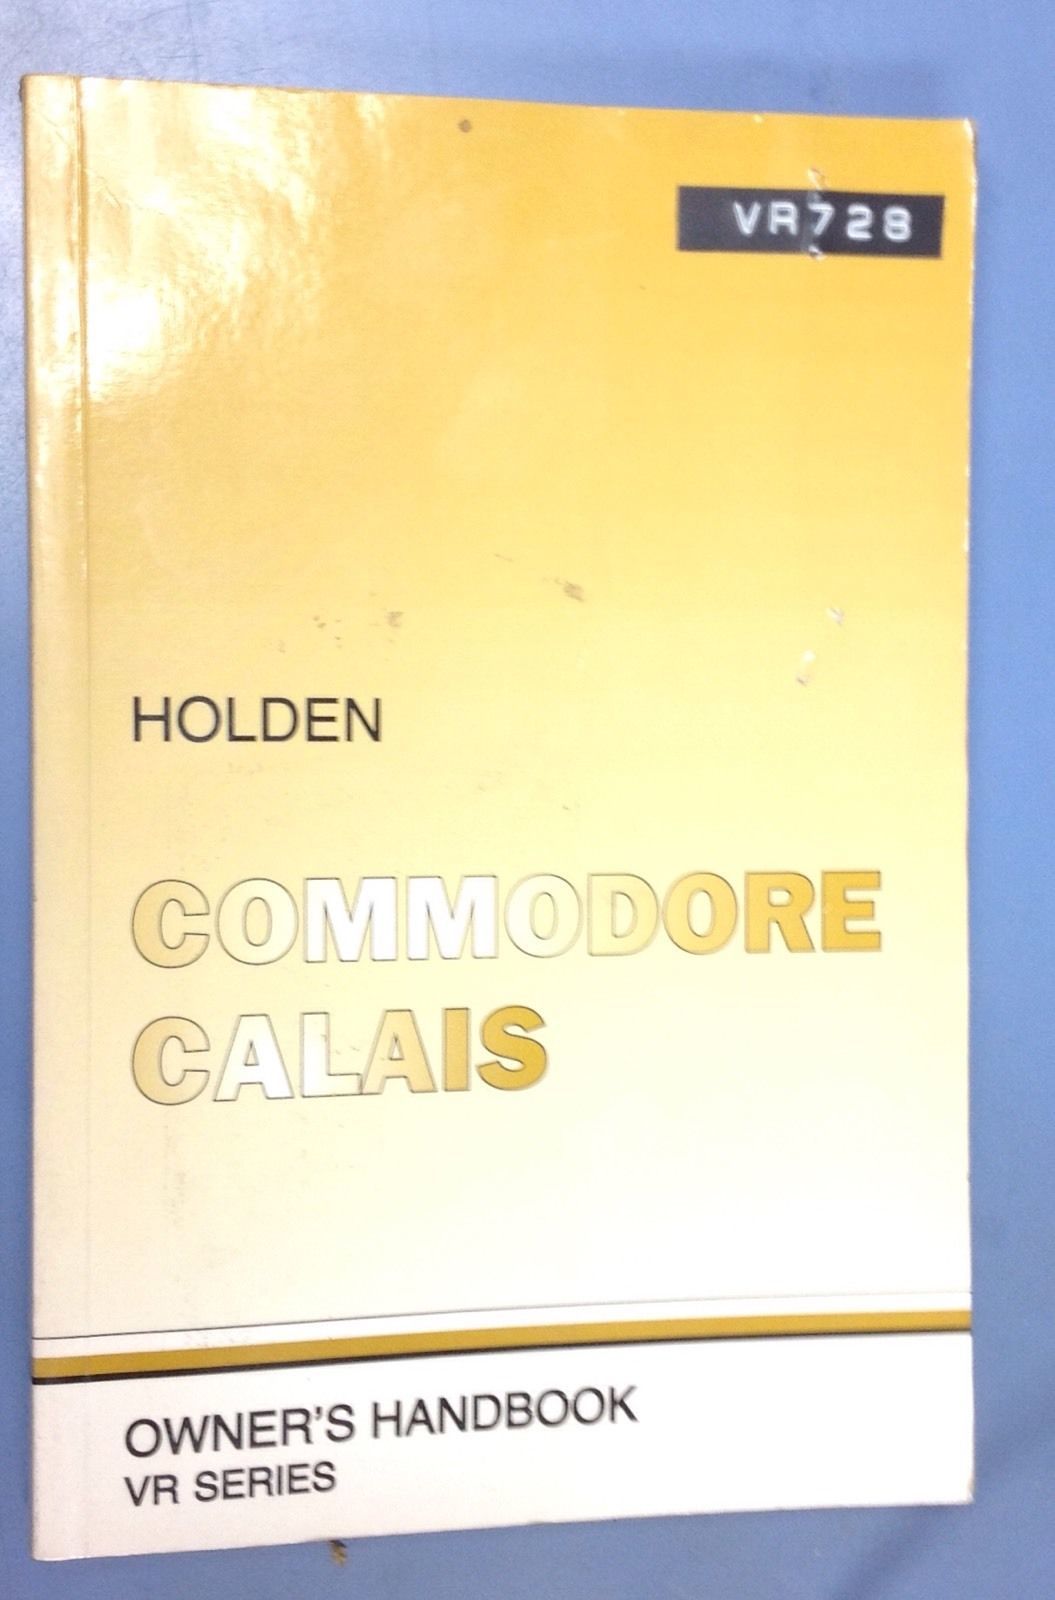 VR728
HOLDEN
COMMODORE
CALAIS
OWNER'S HANDBOOK
VR SERIES